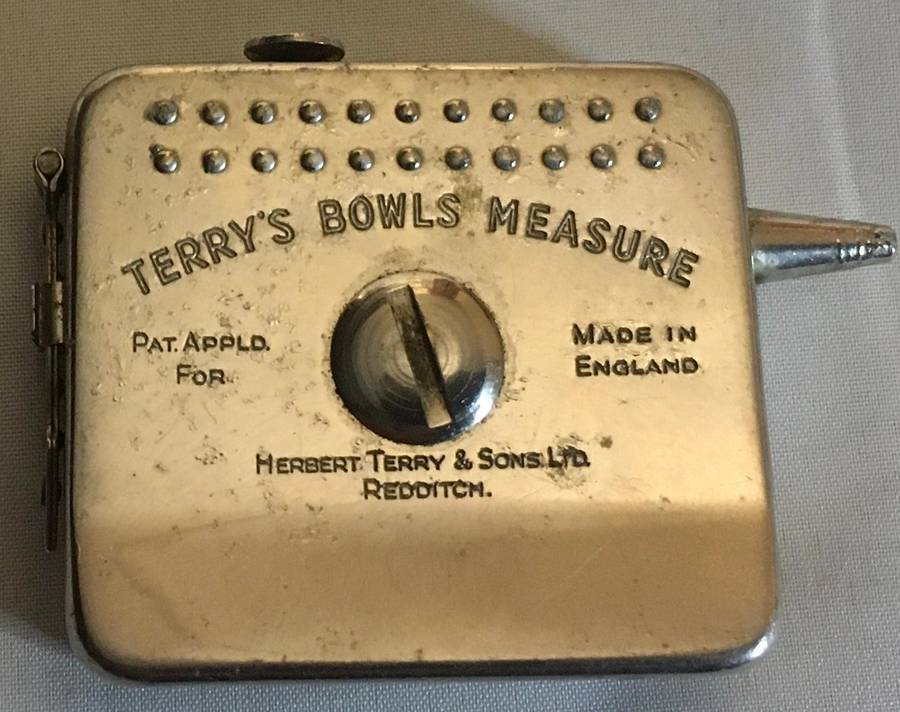 TERRY'S BOWLS MEASURE
PAT. APPLD.
FOR.
MADE IN
ENGLAND
HERBERT TERRY & SONS LTD.
REDDITCH.